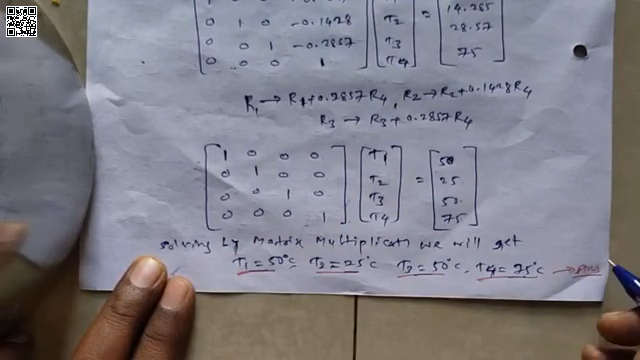 0 1 0 -0.1428 T2 = 14.285
0 0 1 -0.2857 T3 28.57
0 0 0 1 T4 75
R1 → R1+0.2857R4, R2 → R2+0.1428R4
R3 → R3+0.2857R4
1 0 0 0 T1 50
0 1 0 0 T2 = 25
0 0 1 0 T3 50
0 0 0 1 T4 75
solving by Matrix Multiplication we will get
T1=50°C T2=25°C T3=50°C, T4=75°C